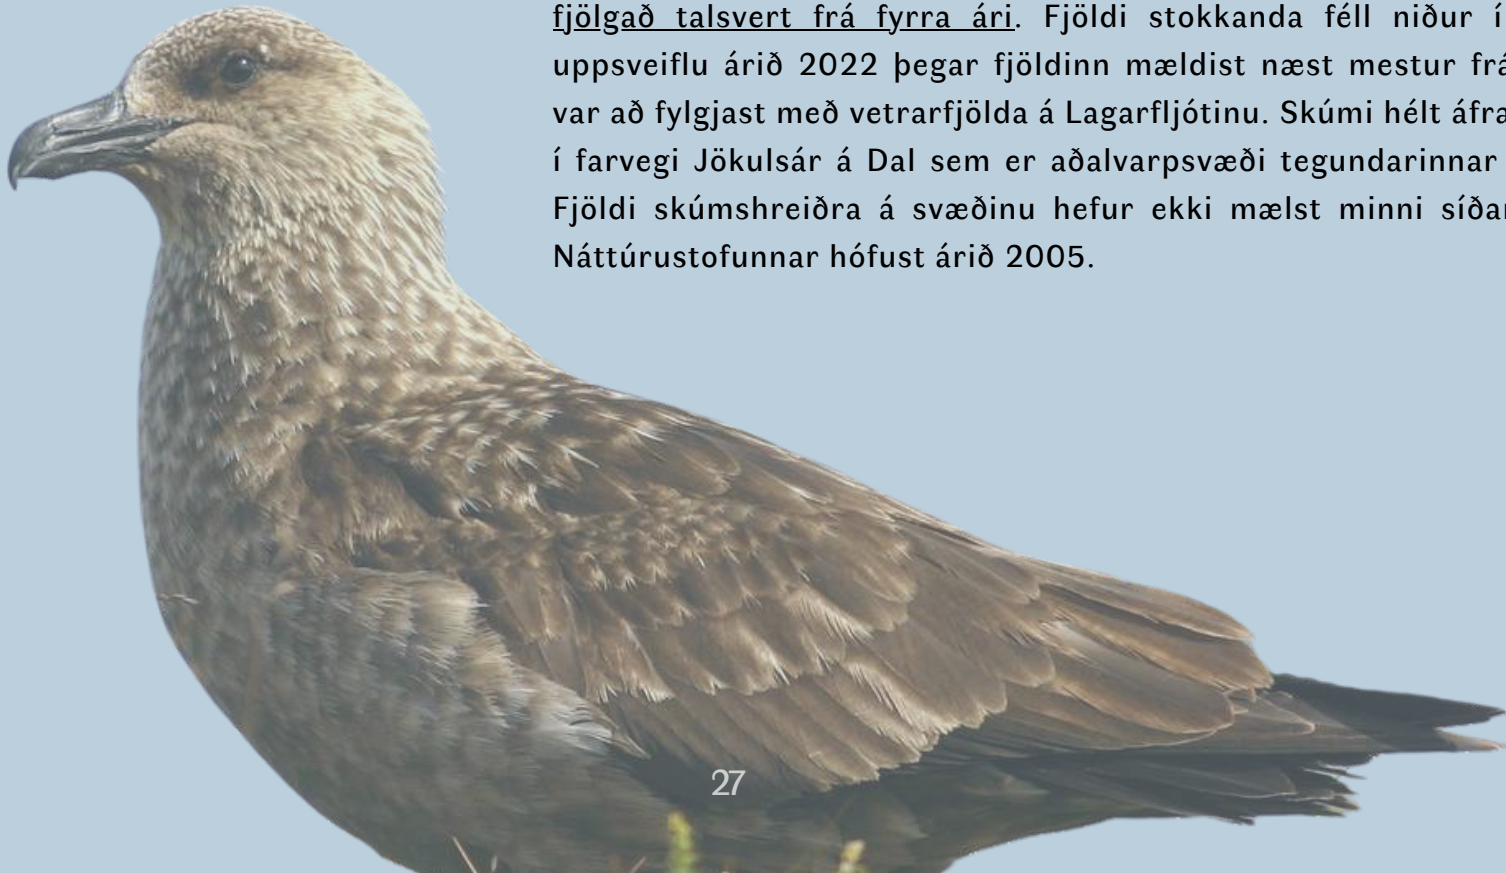 fjölgað talsvert frá fyrra ári. Fjöldi stokkanda féll niður í
uppsveiflu árið 2022 þegar fjöldinn mældist næst mestur frá
var að fylgjast með vetrarfjölda á Lagarfljótinu. Skúmi hélt áfra
í farvegi Jökulsár á Dal sem er aðalvarpsvæði tegundarinnar
Fjöldi skúmshreiðra á svæðinu hefur ekki mælst minni síðan
Náttúrustofunnar hófust árið 2005.
27